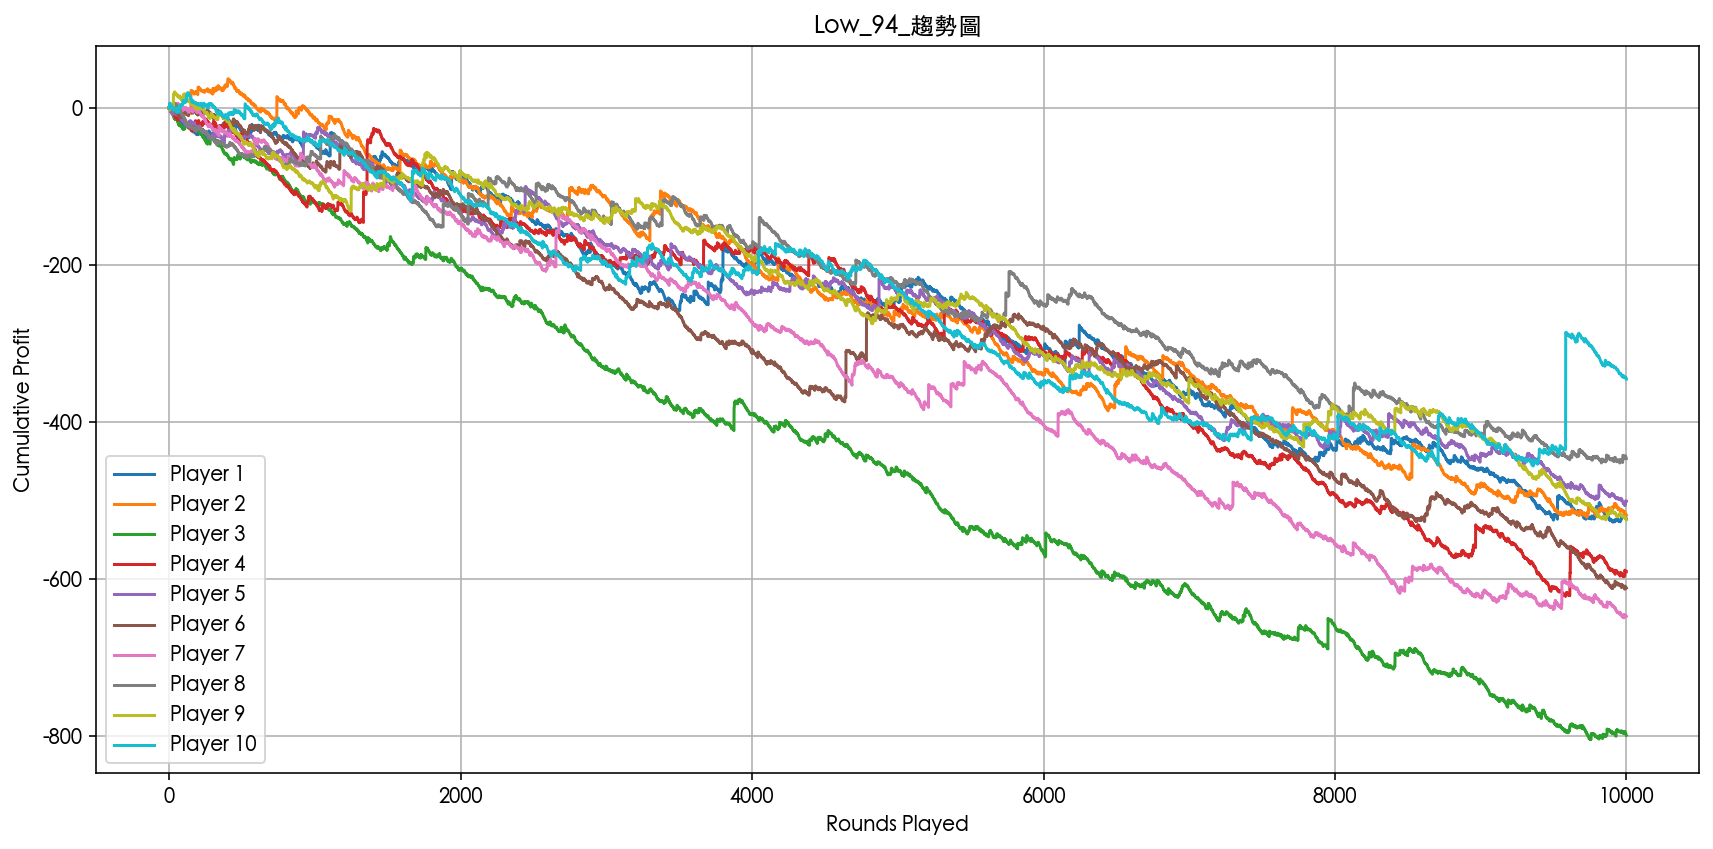 Low_94_趨勢圖
Cumulative Profit
0
-200
-400
-600
-800
Player 1
Player 2
Player 3
Player 4
Player 5
Player 6
Player 7
Player 8
Player 9
Player 10
0 2000 4000 6000 8000 10000
Rounds Played